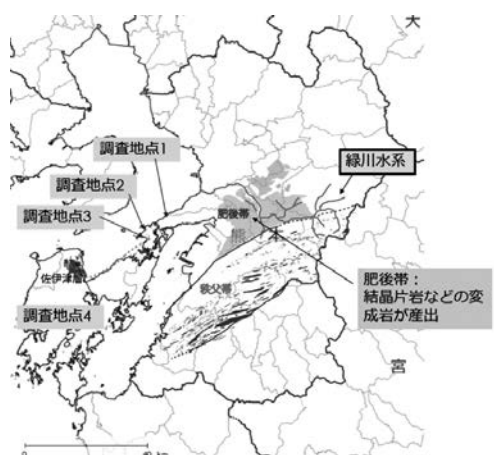 大
調査地点1
緑川水系
調査地点2
調査地点3
肥後帯
熊
佐伊津層
秩父帯
肥後帯：
結晶片岩などの変
成岩が産出
調査地点4
宮